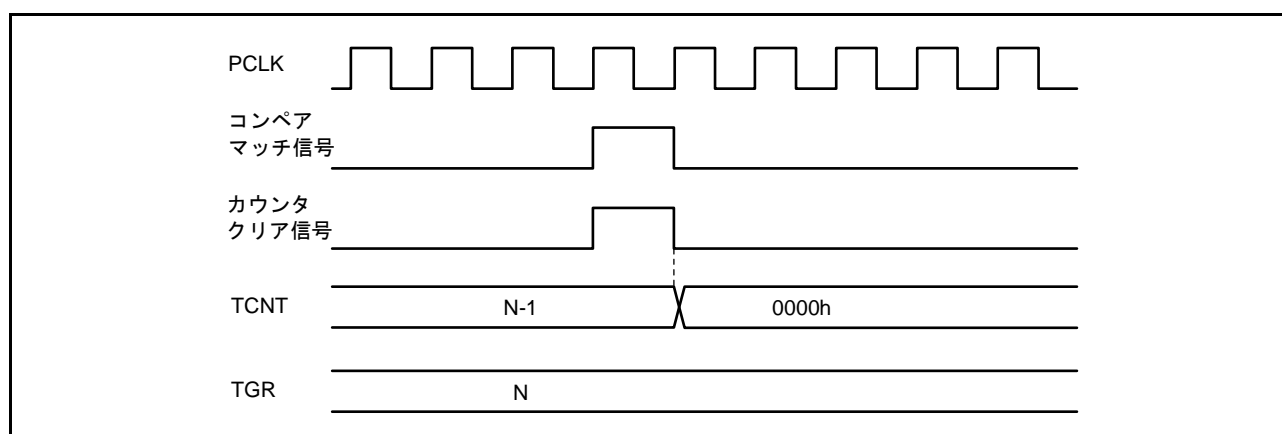 PCLK
コンペア
マッチ信号
カウンタ
クリア信号
TCNT
N-1
0000h
TGR
N